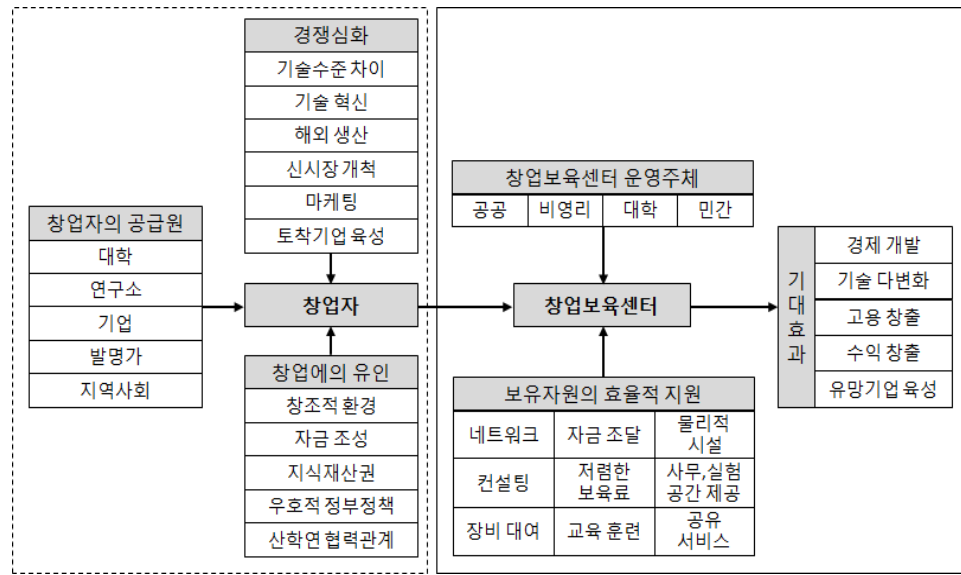 경쟁심화
기술수준 차이
기술 혁신
해외 생산
신시장 개척
마케팅
토착기업 육성
창업자의 공급원
대학
연구소
기업
발명가
지역사회
창업자
창업에의 유인
창조적 환경
자금 조성
지식재산권
우호적 정부정책
산학연 협력관계
창업보육센터 운영주체
공공 비영리 대학 민간
창업보육센터
보유자원의 효율적 지원
네트워크 자금 조달 물리적
시설
컨설팅 저렴한
보육료 사무,실험
공간 제공
장비 대여 교육 훈련 공유
서비스
기
대
효
과
경제 개발
기술 다변화
고용 창출
수익 창출
유망기업 육성